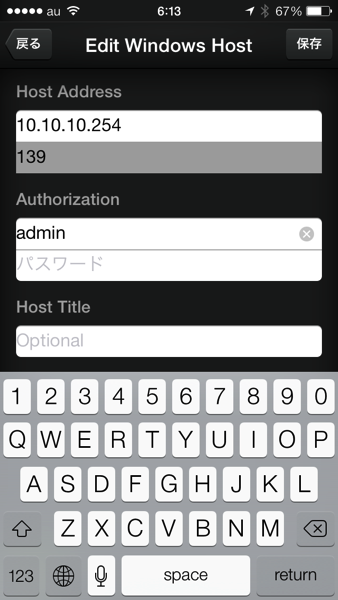 au 6:13 67%
戻る Edit Windows Host 保存
Host Address
10.10.10.254
139
Authorization
admin
パスワード
Host Title
Optional
1 2 3 4 5 6 7 8 9 0
Q W E R T Y U I O P
A S D F G H J K L
Z X C V B N M
123 space return